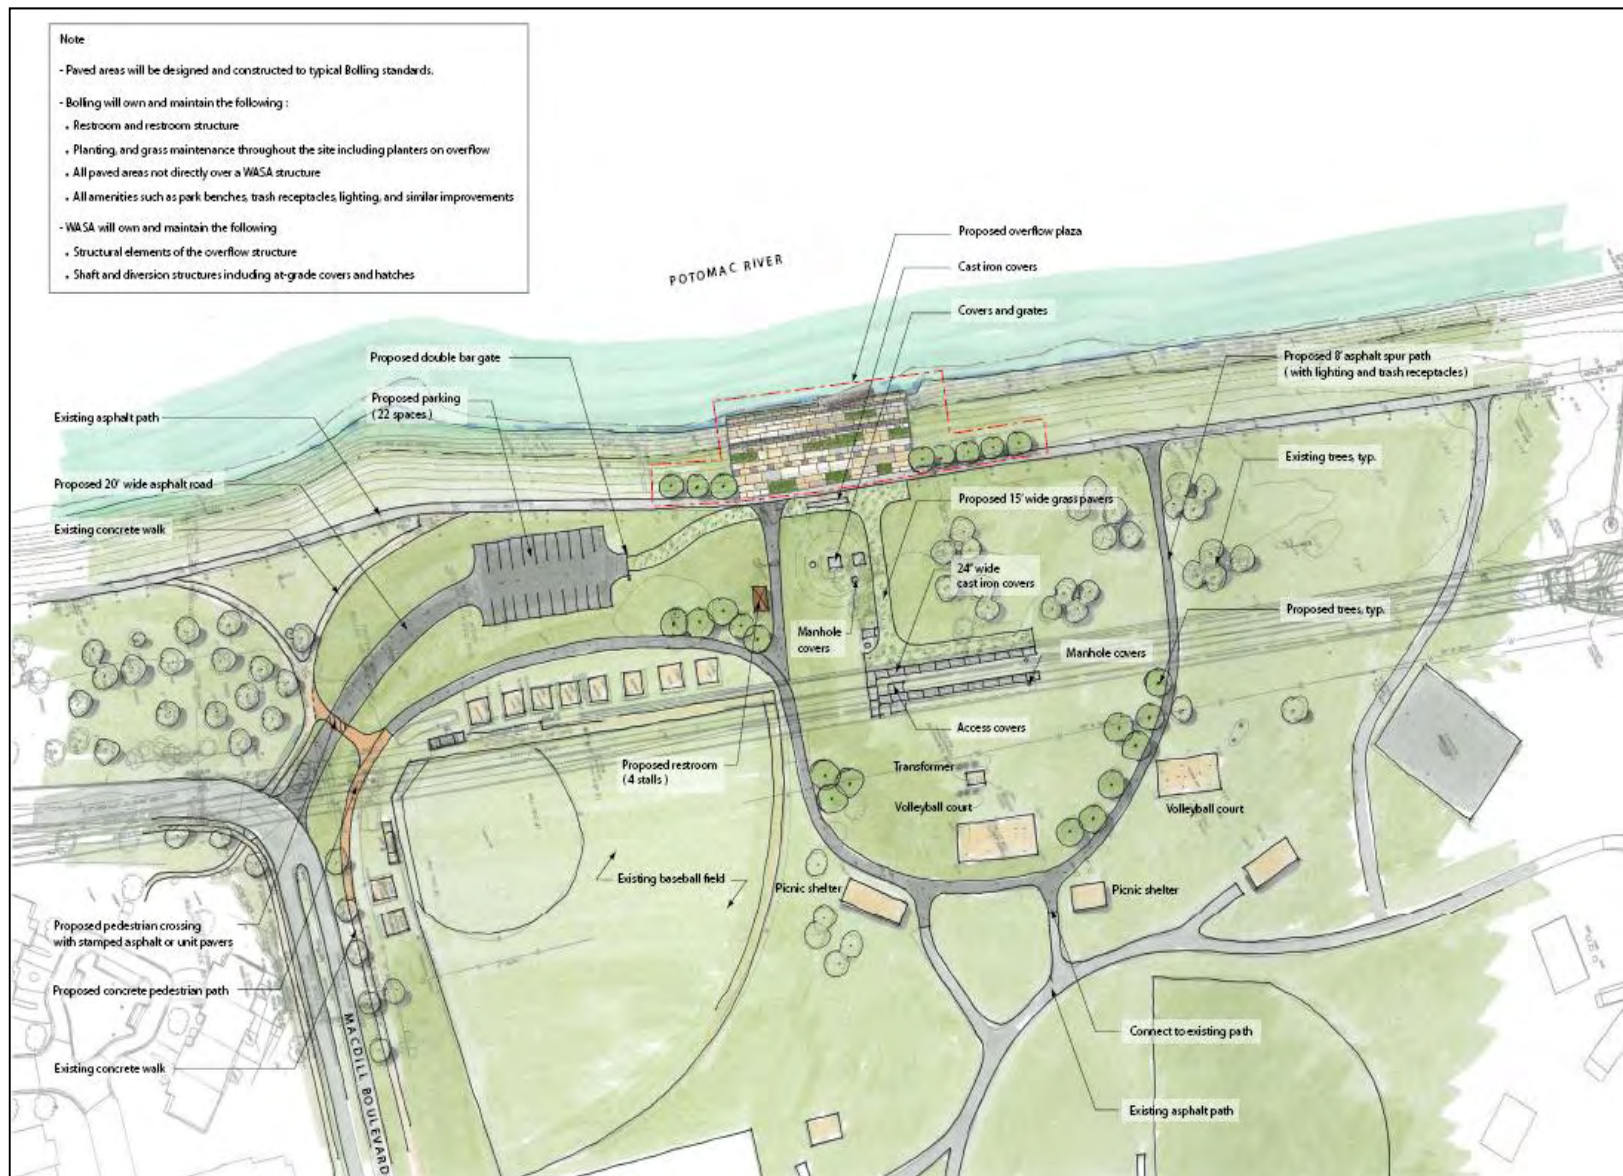 Note
- Paved areas will be designed and constructed to typical Bolling standards.
- Bolling will own and maintain the following :
• Restroom and restroom structure
• Planting, and grass maintenance throughout the site including planters on overflow
• All paved areas not directly over a WASA structure
• All amenities such as park benches, trash receptacles, lighting, and similar improvements
- WASA will own and maintain the following
• Structural elements of the overflow structure
• Shaft and diversion structures including at-grade covers and hatches
POTOMAC RIVER
Proposed overflow plaza
Cast iron covers
Covers and grates
Proposed double bar gate
Proposed 8' asphalt spur path
( with lighting and trash receptacles )
Proposed parking
( 22 spaces )
Existing asphalt path
Existing trees, typ.
Proposed 20' wide asphalt road
Proposed 15' wide grass pavers
Existing concrete walk
24" wide
cast iron covers
Proposed trees, typ.
Manhole
covers
Manhole covers
Access covers
Proposed restroom
( 4 stalls )
Transformer
Volleyball court
Volleyball court
Existing baseball field
Picnic shelter
Picnic shelter
Proposed pedestrian crossing
with stamped asphalt or unit pavers
Proposed concrete pedestrian path
Connect to existing path
Existing concrete walk
MACDILL BOULEVARD
Existing asphalt path